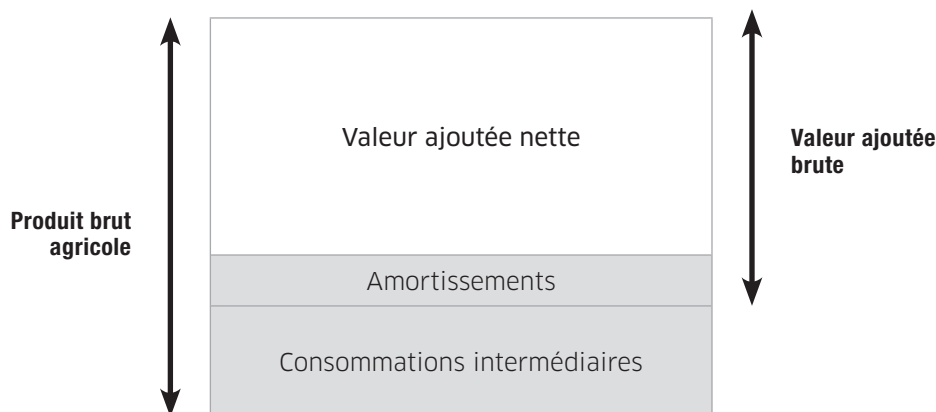 Valeur ajoutée nette
Valeur ajoutée
brute
Produit brut
agricole
Amortissements
Consommations intermédiaires